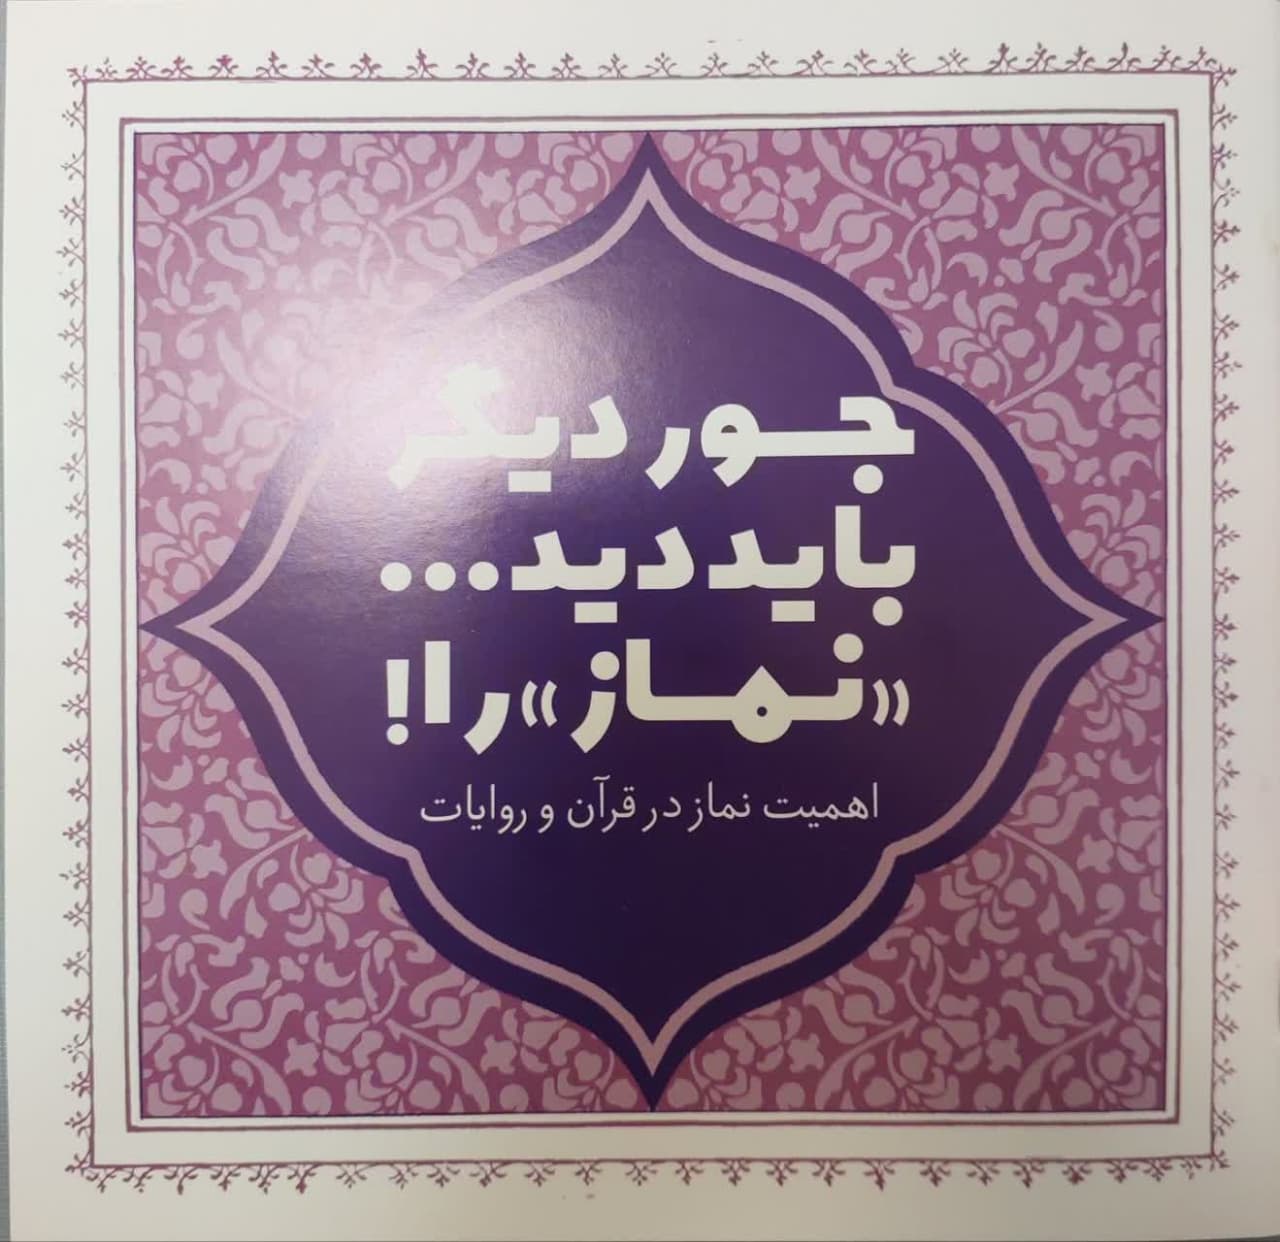 جور دیگر
باید دید...
«نماز» را!
اهمیت نماز در قرآن و روایات